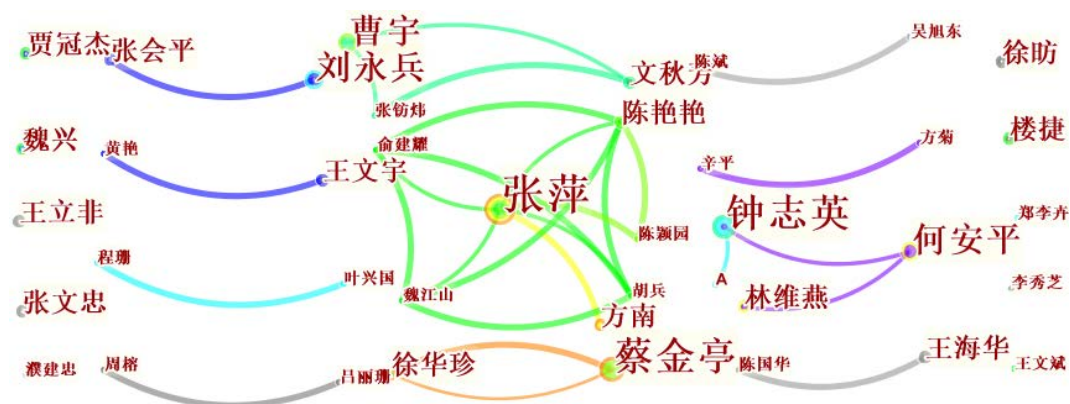 贾冠杰
张会平
曹宇
刘永兵
文秋芳
陈斌
吴旭东
徐昉
张钫炜
陈艳艳
魏兴
黄艳
俞建耀
王文宇
辛平
方菊
楼捷
张萍
王立非
钟志英
郑李卉
陈颖园
何安平
程珊
叶兴国
A
李秀芝
张文忠
魏江山
胡兵
林维燕
方南
濮建忠
周榕
吕丽珊
徐华珍
蔡金亭
陈国华
王海华
王文斌